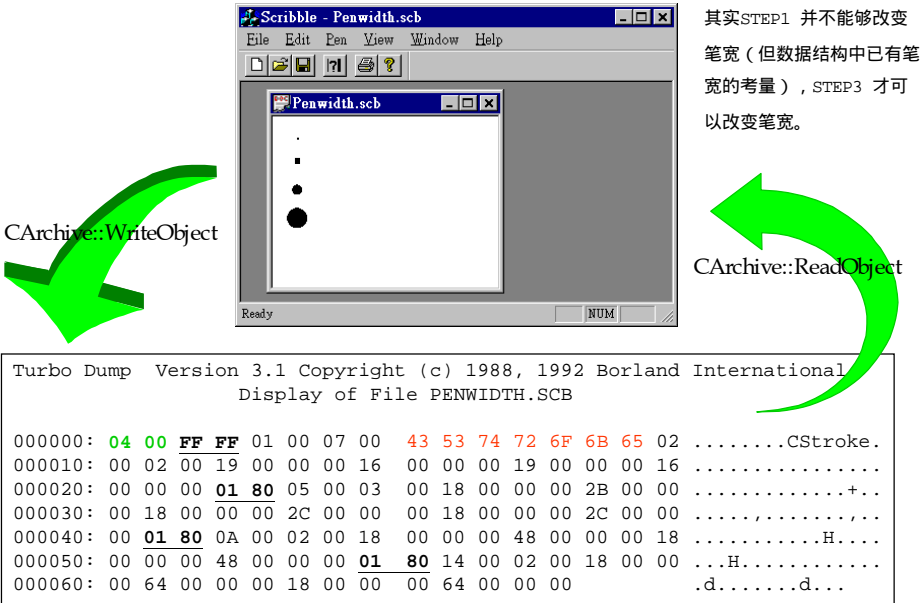 Scribble - Penwidth.scb
File Edit Pen View Window Help
Penwidth.scb
Ready
NUM
其实STEP1 并不能够改变
笔宽（但数据结构中已有笔
宽的考量），STEP3 才可
以改变笔宽。
CArchive::WriteObject
CArchive::ReadObject
Turbo Dump Version 3.1 Copyright (c) 1988, 1992 Borland International
Display of File PENWIDTH.SCB
000000: 04 00 FF FF 01 00 07 00 43 53 74 72 6F 6B 65 02 ........CStroke.
000010: 00 02 00 19 00 00 00 16 00 00 00 19 00 00 00 16 ................
000020: 00 00 00 01 80 05 00 03 00 18 00 00 00 2B 00 00 .............+..
000030: 00 18 00 00 00 2C 00 00 00 18 00 00 00 2C 00 00 .....,.......,..
000040: 00 01 80 0A 00 02 00 18 00 00 00 48 00 00 00 18 ...........H....
000050: 00 00 00 48 00 00 00 01 80 14 00 02 00 18 00 00 ...H............
000060: 00 64 00 00 00 18 00 00 00 64 00 00 00 .d.......d...